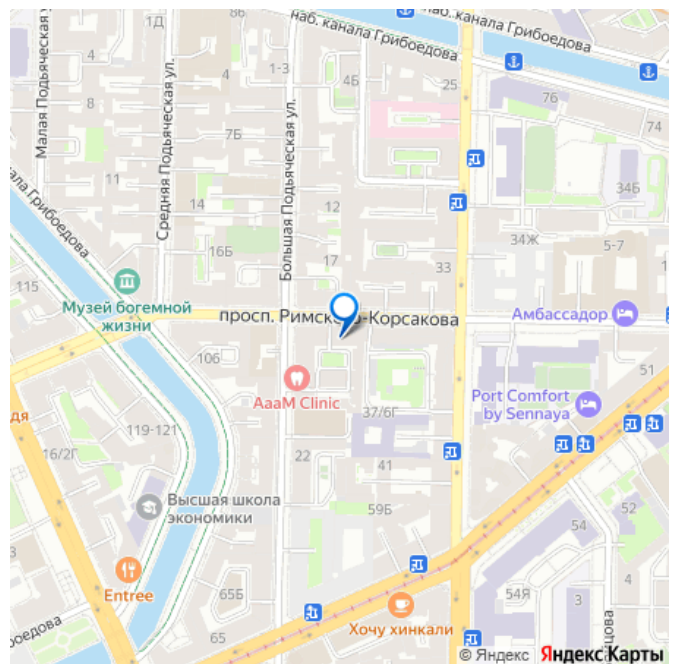 наб. канала Грибоедова
наб. канала Грибоедова
1Д
86
Малая Подьяческая ул.
Средняя Подьяческая ул.
Большая Подьяческая ул.
4
1-3
4Б
25
8
76
74
7Б
11
14
12
34Б
16Б
17
34Ж
5-7
33
115
Музей богемной
жизни
просп. Римского-Корсакова
Амбассадор
106
51
AaaM Clinic
Port Comfort
by Sennaya
37/6Г
119-121
16/2Г
22
41
Высшая школа
экономики
59Б
52
54
Entree
65Б
54Я
3
4
65
Хочу хинкали
© Яндекс Яндекс Карты